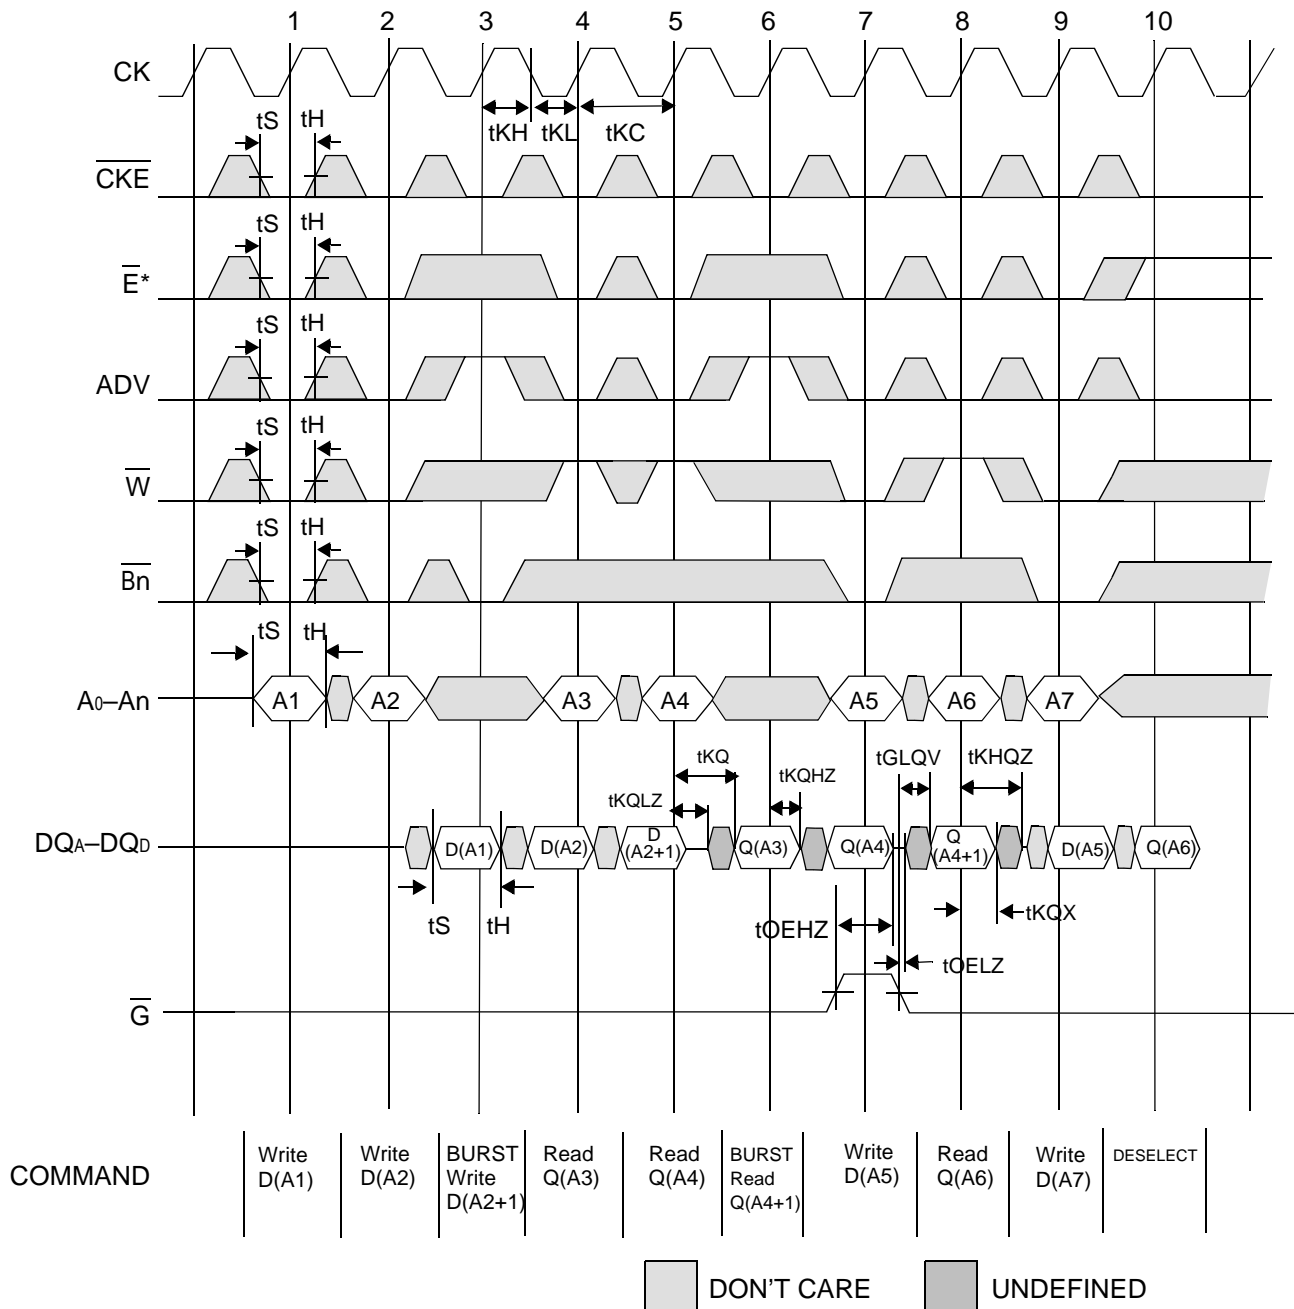 1 2 3 4 5 6 7 8 9 10
CK
tKH tKL tKC
tS tH
CKE
tS tH
E*
tS tH
ADV
tS tH
W
tS tH
Bn
tS tH
A0–An A1 A2 A3 A4 A5 A6 A7
tKQ tGLQV tKHQZ
tKQLZ tKQHZ
DQA–DQD D(A1) D(A2) D (A2+1) Q(A3) Q(A4) Q (A4+1) D(A5) Q(A6)
tS tH tOEHZ tKQX
tOELZ
G
COMMAND
Write D(A1)
Write D(A2)
BURST Write D(A2+1)
Read Q(A3)
Read Q(A4)
BURST Read Q(A4+1)
Write D(A5)
Read Q(A6)
Write D(A7)
DESELECT
DON'T CARE UNDEFINED